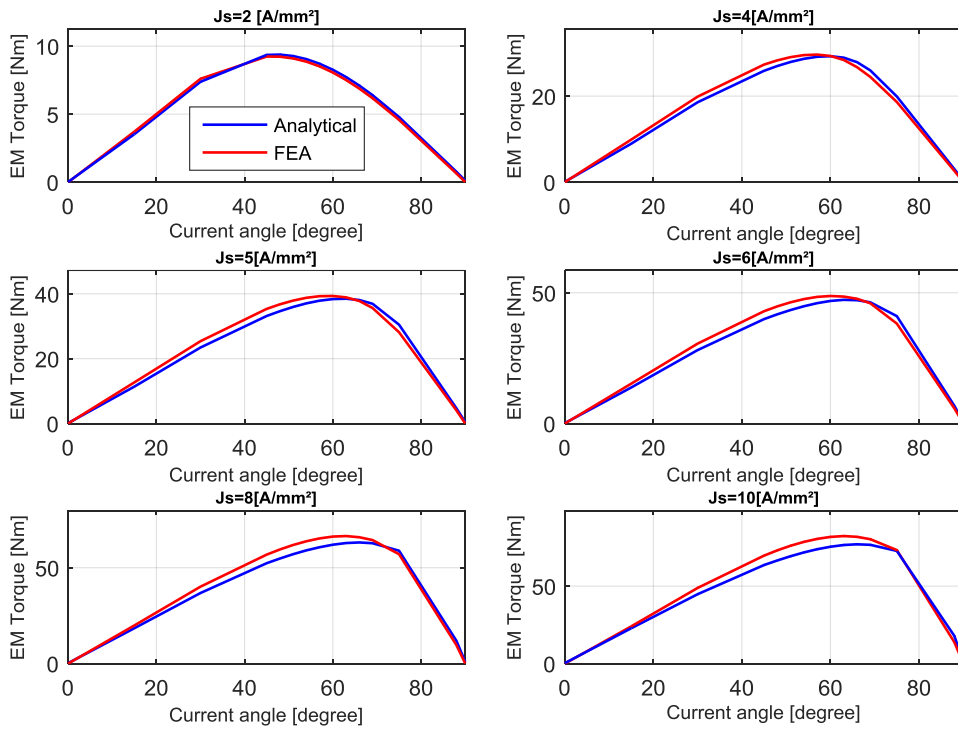 Js=2 [A/mm²]
EM Torque [Nm]
10
5
0
Analytical
FEA
0 20 40 60 80
Current angle [degree]
Js=4[A/mm²]
EM Torque [Nm]
20
0
0 20 40 60 80
Current angle [degree]
Js=5[A/mm²]
EM Torque [Nm]
40
20
0
0 20 40 60 80
Current angle [degree]
Js=6[A/mm²]
EM Torque [Nm]
50
0
0 20 40 60 80
Current angle [degree]
Js=8[A/mm²]
EM Torque [Nm]
50
0
0 20 40 60 80
Current angle [degree]
Js=10[A/mm²]
EM Torque [Nm]
50
0
0 20 40 60 80
Current angle [degree]